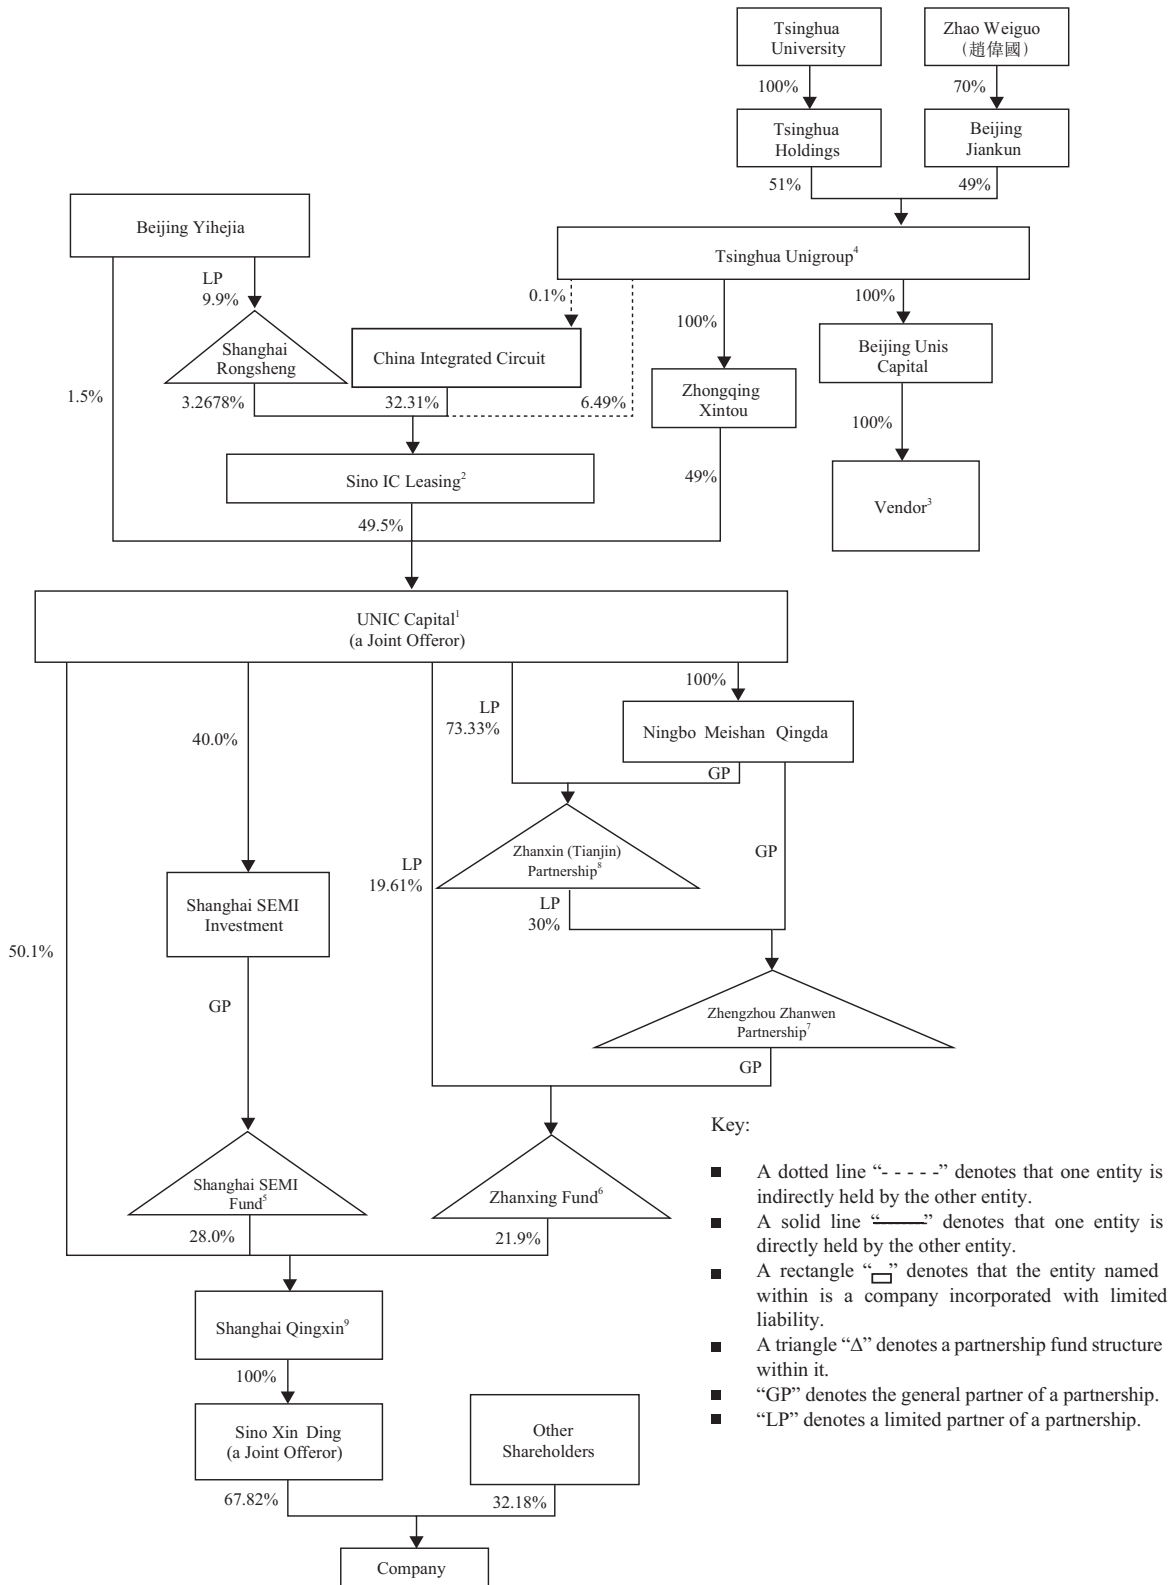 Tsinghua
University
Zhao Weiguo
（趙偉國）
100%
70%
Tsinghua
Holdings
Beijing
Jiankun
51%
49%
Beijing Yihejia
Tsinghua Unigroup4
LP
9.9%
0.1%
100%
100%
Shanghai
Rongsheng
China Integrated Circuit
Beijing Unis
Capital
Zhongqing
Xintou
1.5%
3.2678%
32.31%
6.49%
100%
Sino IC Leasing2
49%
Vendor3
49.5%
UNIC Capital1
(a Joint Offeror)
100%
LP
73.33%
Ningbo Meishan Qingda
40.0%
GP
Zhanxin (Tianjin)
Partnership8
GP
LP
19.61%
Shanghai SEMI
Investment
LP
30%
50.1%
GP
Zhengzhou Zhanwen
Partnership7
GP
Shanghai SEMI
Fund5
Zhanxing Fund6
28.0%
21.9%
Shanghai Qingxin9
100%
Sino Xin Ding
(a Joint Offeror)
Other
Shareholders
67.82%
32.18%
Company
Key:
■ A dotted line “- - - - -” denotes that one entity is
indirectly held by the other entity.
■ A solid line “———” denotes that one entity is
directly held by the other entity.
■ A rectangle “▭” denotes that the entity named
within is a company incorporated with limited
liability.
■ A triangle “Δ” denotes a partnership fund structure
within it.
■ “GP” denotes the general partner of a partnership.
■ “LP” denotes a limited partner of a partnership.